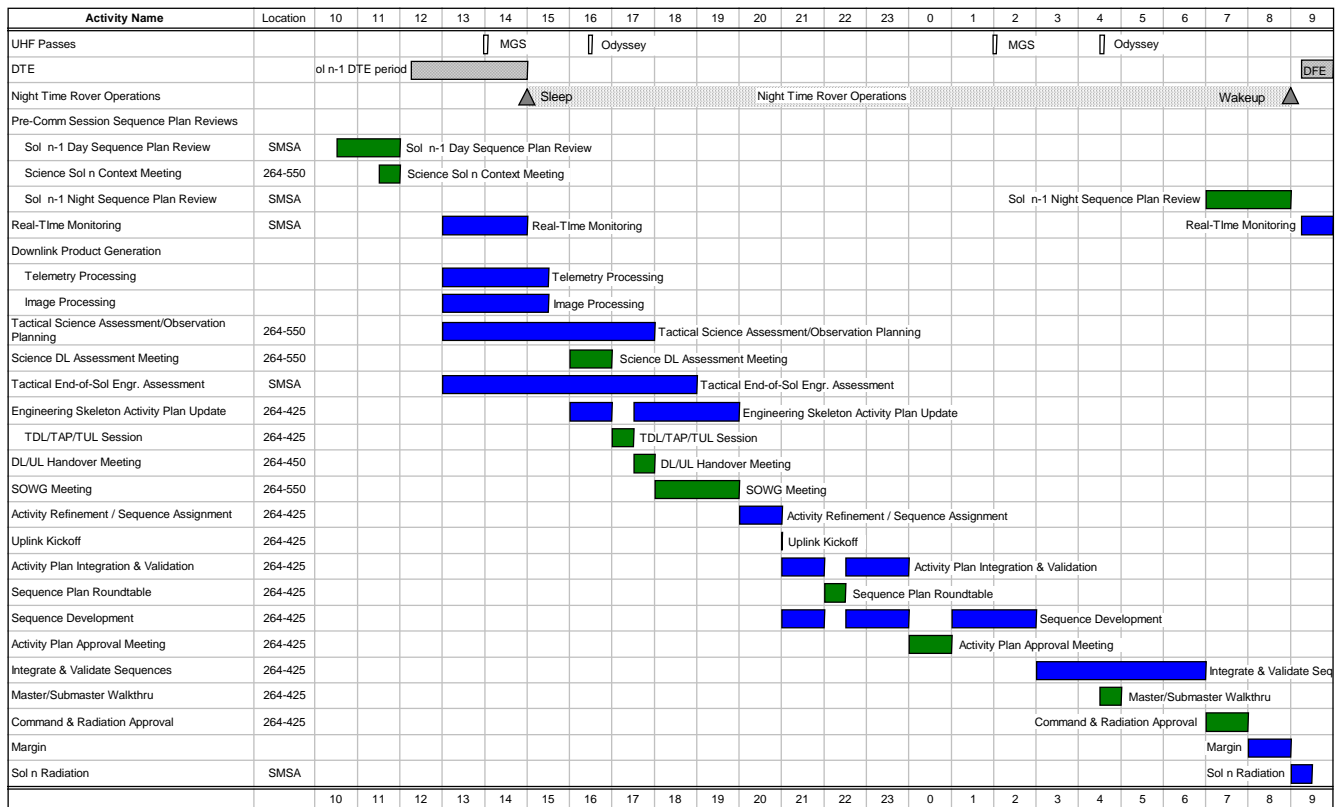 Activity Name Location 10 11 12 13 14 15 16 17 18 19 20 21 22 23 0 1 2 3 4 5 6 7 8 9
UHF Passes MGS Odyssey MGS Odyssey
DTE ol n-1 DTE period DFE
Night Time Rover Operations Sleep Night Time Rover Operations Wakeup
Pre-Comm Session Sequence Plan Reviews
Sol n-1 Day Sequence Plan Review SMSA Sol n-1 Day Sequence Plan Review
Science Sol n Context Meeting 264-550 Science Sol n Context Meeting
Sol n-1 Night Sequence Plan Review SMSA Sol n-1 Night Sequence Plan Review
Real-TIme Monitoring SMSA Real-TIme Monitoring Real-TIme Monitoring
Downlink Product Generation
Telemetry Processing Telemetry Processing
Image Processing Image Processing
Tactical Science Assessment/Observation
Planning 264-550 Tactical Science Assessment/Observation Planning
Science DL Assessment Meeting 264-550 Science DL Assessment Meeting
Tactical End-of-Sol Engr. Assessment SMSA Tactical End-of-Sol Engr. Assessment
Engineering Skeleton Activity Plan Update 264-425 Engineering Skeleton Activity Plan Update
TDL/TAP/TUL Session 264-425 TDL/TAP/TUL Session
DL/UL Handover Meeting 264-450 DL/UL Handover Meeting
SOWG Meeting 264-550 SOWG Meeting
Activity Refinement / Sequence Assignment 264-425 Activity Refinement / Sequence Assignment
Uplink Kickoff 264-425 Uplink Kickoff
Activity Plan Integration & Validation 264-425 Activity Plan Integration & Validation
Sequence Plan Roundtable 264-425 Sequence Plan Roundtable
Sequence Development 264-425 Sequence Development
Activity Plan Approval Meeting 264-425 Activity Plan Approval Meeting
Integrate & Validate Sequences 264-425 Integrate & Validate Seq
Master/Submaster Walkthru 264-425 Master/Submaster Walkthru
Command & Radiation Approval 264-425 Command & Radiation Approval
Margin Margin
Sol n Radiation SMSA Sol n Radiation
10 11 12 13 14 15 16 17 18 19 20 21 22 23 0 1 2 3 4 5 6 7 8 9